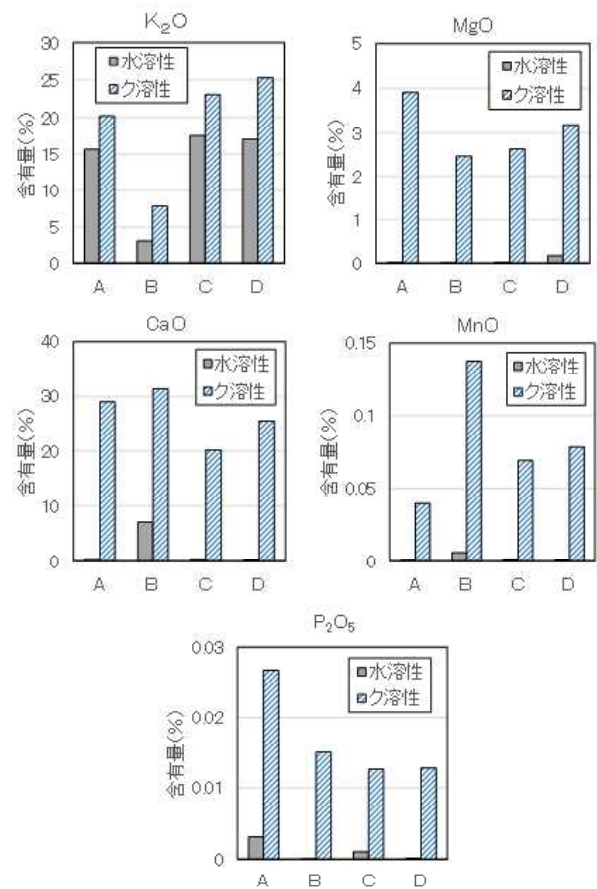 K₂O
30
25
20
15
10
5
0
含有量(%)
■水溶性
ク溶性
A B C D
MgO
5
4
3
2
1
0
含有量(%)
■水溶性
ク溶性
A B C D
CaO
40
30
20
10
0
含有量(%)
■水溶性
ク溶性
A B C D
MnO
0.15
0.1
0.05
0
含有量(%)
■水溶性
ク溶性
A B C D
P₂O₅
0.03
0.02
0.01
0
含有量(%)
■水溶性
ク溶性
A B C D